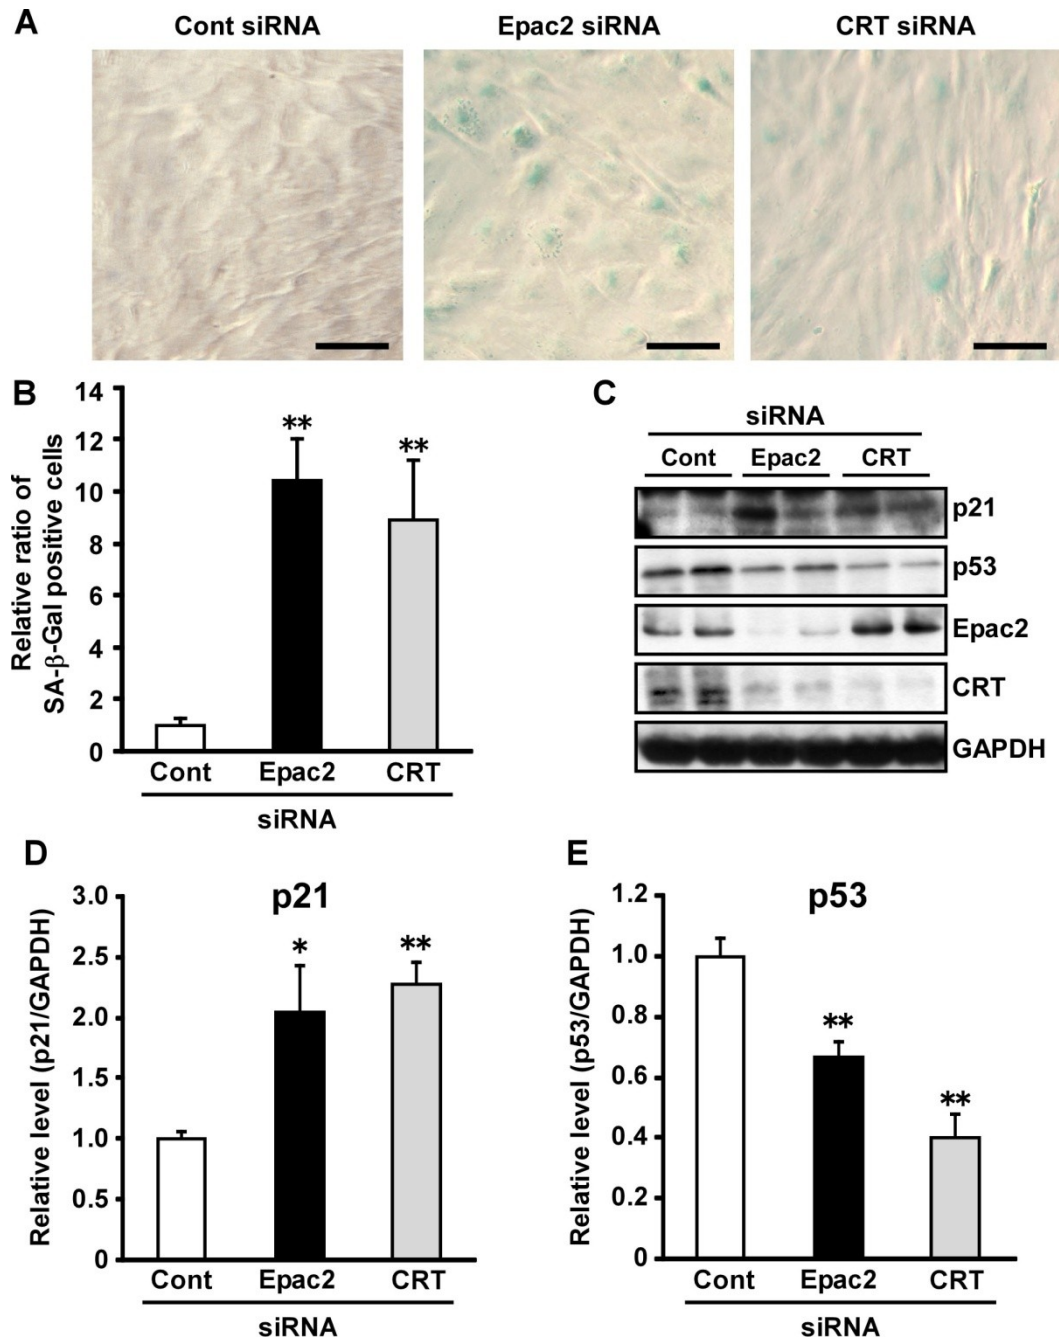 A
Cont siRNA
Epac2 siRNA
CRT siRNA
B
Relative ratio of
SA-β-Gal positive cells
14
12
10
8
6
4
2
0
**
**
Cont
Epac2
CRT
siRNA
C
siRNA
Cont
Epac2
CRT
p21
p53
Epac2
CRT
GAPDH
D
p21
Relative level (p21/GAPDH)
3.0
2.5
2.0
1.5
1.0
0.5
0
*
**
Cont
Epac2
CRT
siRNA
E
p53
Relative level (p53/GAPDH)
1.2
1.0
0.8
0.6
0.4
0.2
0
**
**
Cont
Epac2
CRT
siRNA